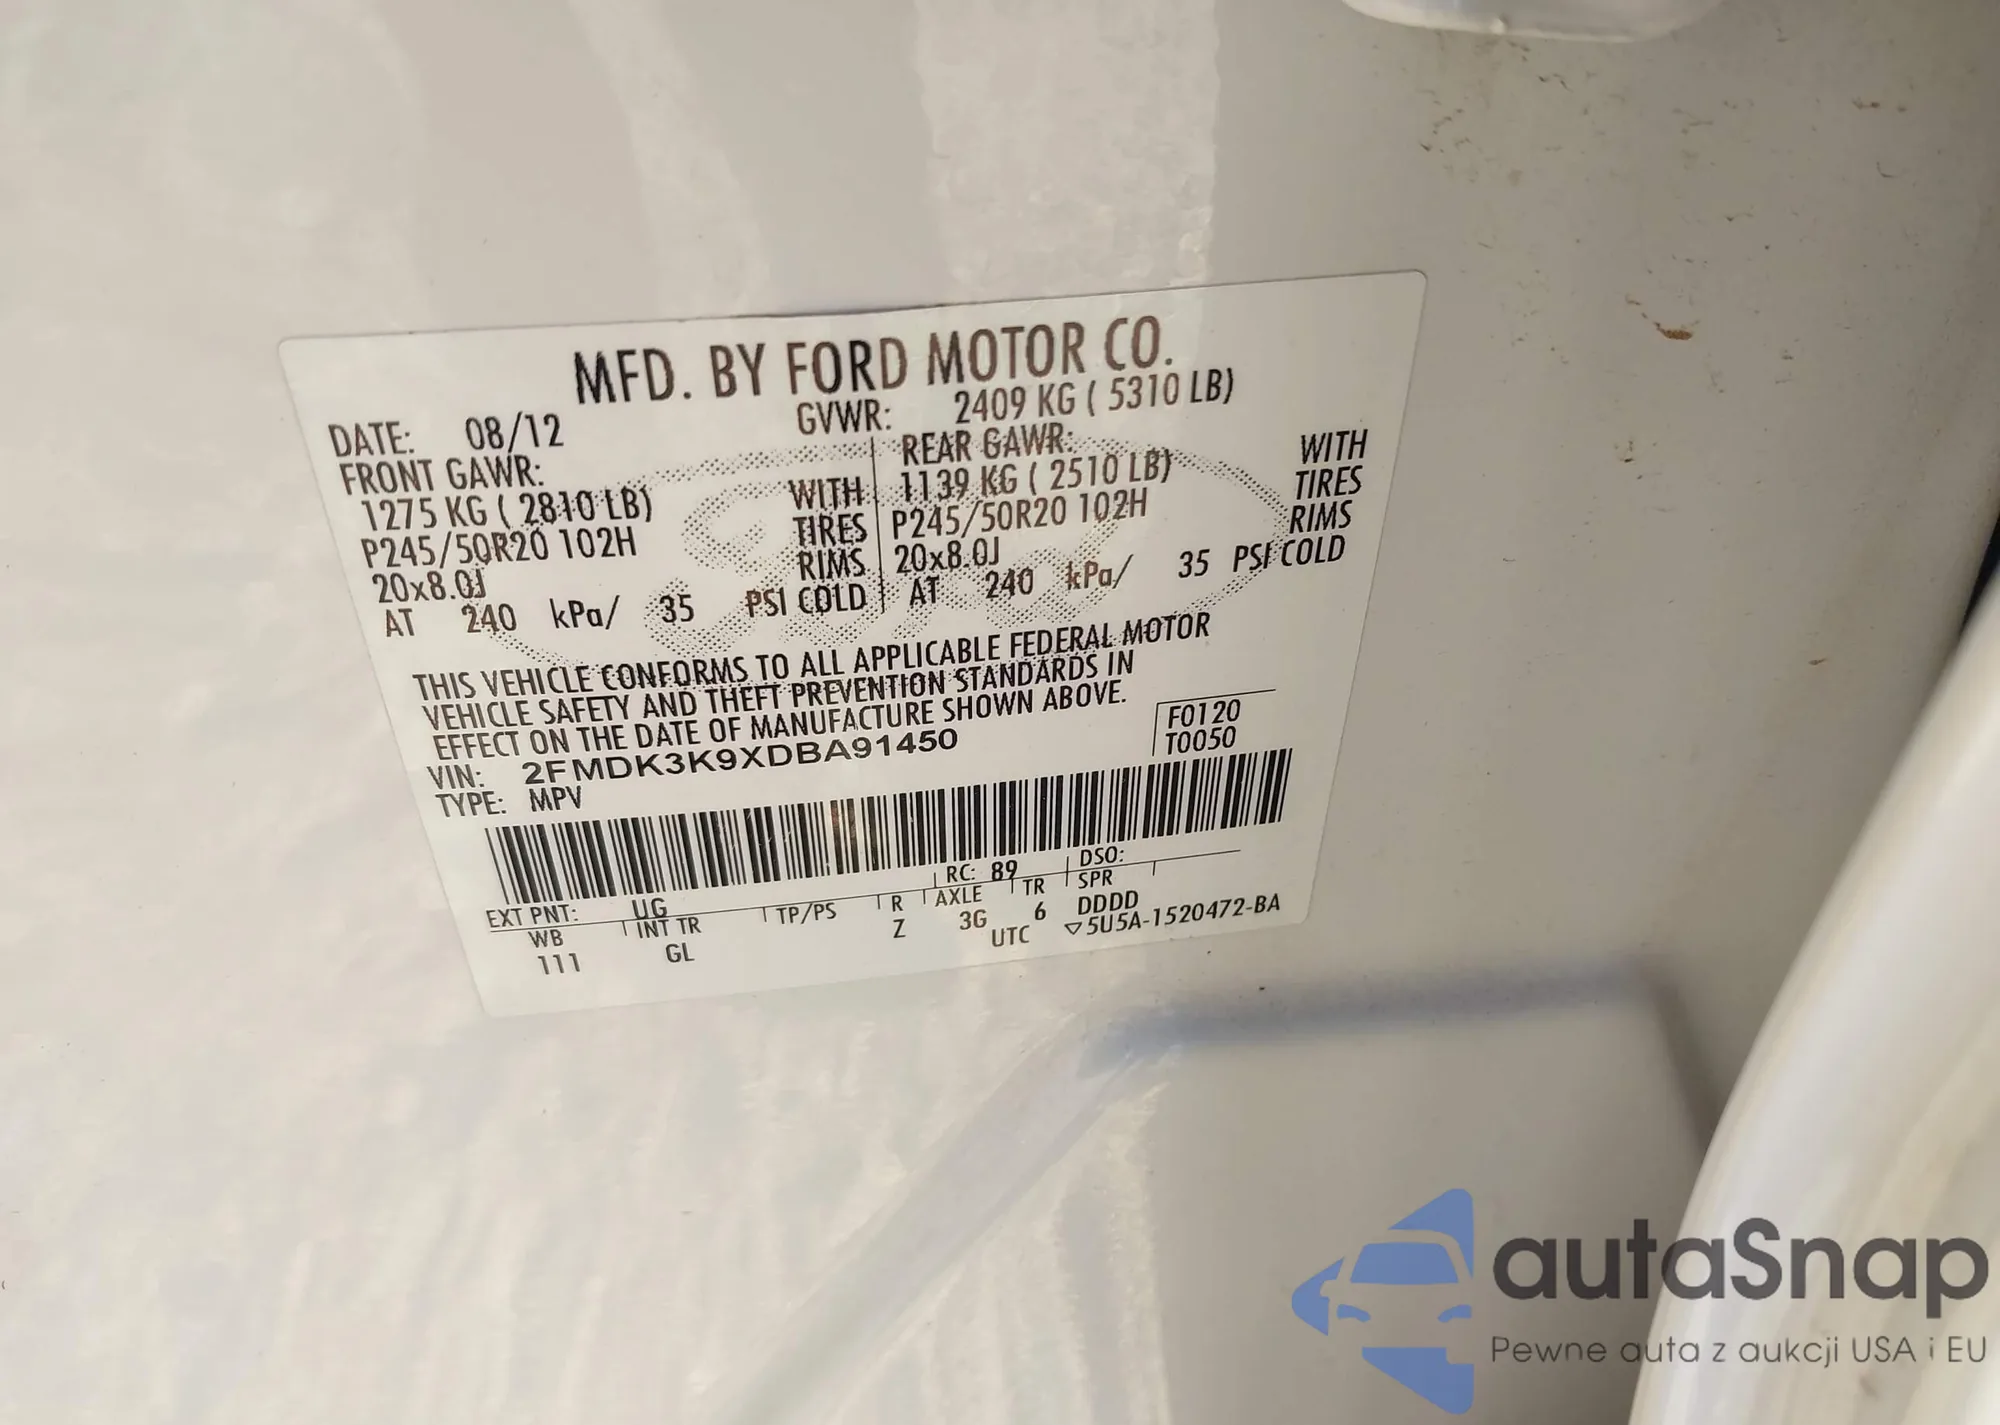 MFD. BY FORD MOTOR CO.
DATE: 08/12 GVWR: 2409 KG ( 5310 LB)
FRONT GAWR: REAR GAWR:
1275 KG ( 2810 LB) WITH 1139 KG ( 2510 LB) WITH
P245/50R20 102H TIRES P245/50R20 102H TIRES
20x8.0J RIMS 20x8.0J RIMS
AT 240 kPa/ 35 PSI COLD AT 240 kPa/ 35 PSI COLD
THIS VEHICLE CONFORMS TO ALL APPLICABLE FEDERAL MOTOR
VEHICLE SAFETY AND THEFT PREVENTION STANDARDS IN
EFFECT ON THE DATE OF MANUFACTURE SHOWN ABOVE.
VIN: 2FMDK3K9XDBA91450 F0120
TYPE: MPV T0050
EXT PNT: UG RC: 89 DSO:
WB INT TR TP/PS R AXLE TR SPR
111 GL Z 3G 6 DDDD
UTC ▽5U5A-1520472-BA
autaSnap
Pewne auta z aukcji USA i EU